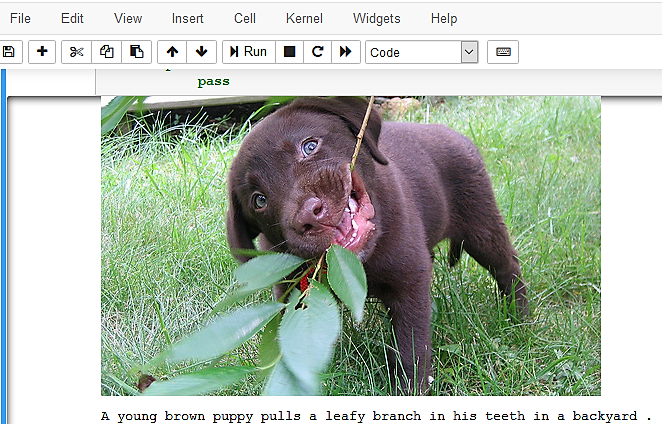 File Edit View Insert Cell Kernel Widgets Help
Run Code
pass
A young brown puppy pulls a leafy branch in his teeth in a backyard .